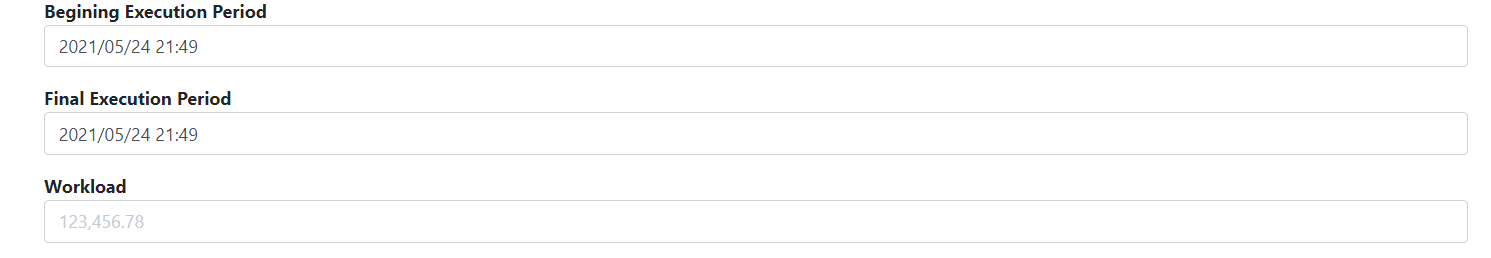 Begining Execution Period
2021/05/24 21:49
Final Execution Period
2021/05/24 21:49
Workload
123,456.78